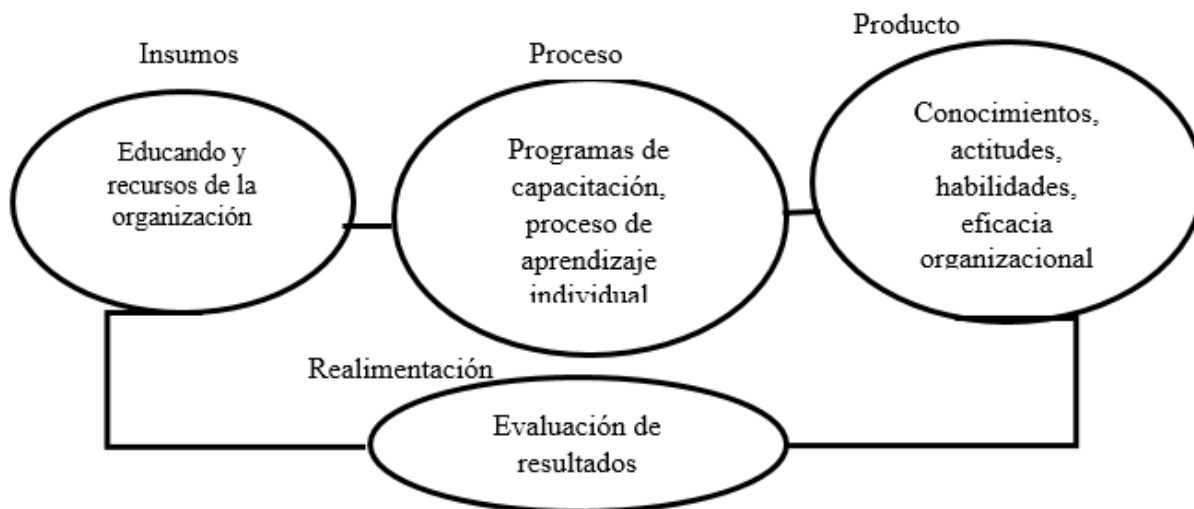 Insumos
Educando y
recursos de la
organización
Proceso
Programas de
capacitación,
proceso de
aprendizaje
individual
Producto
Conocimientos,
actitudes,
habilidades,
eficacia
organizacional
Realimentación
Evaluación de
resultados